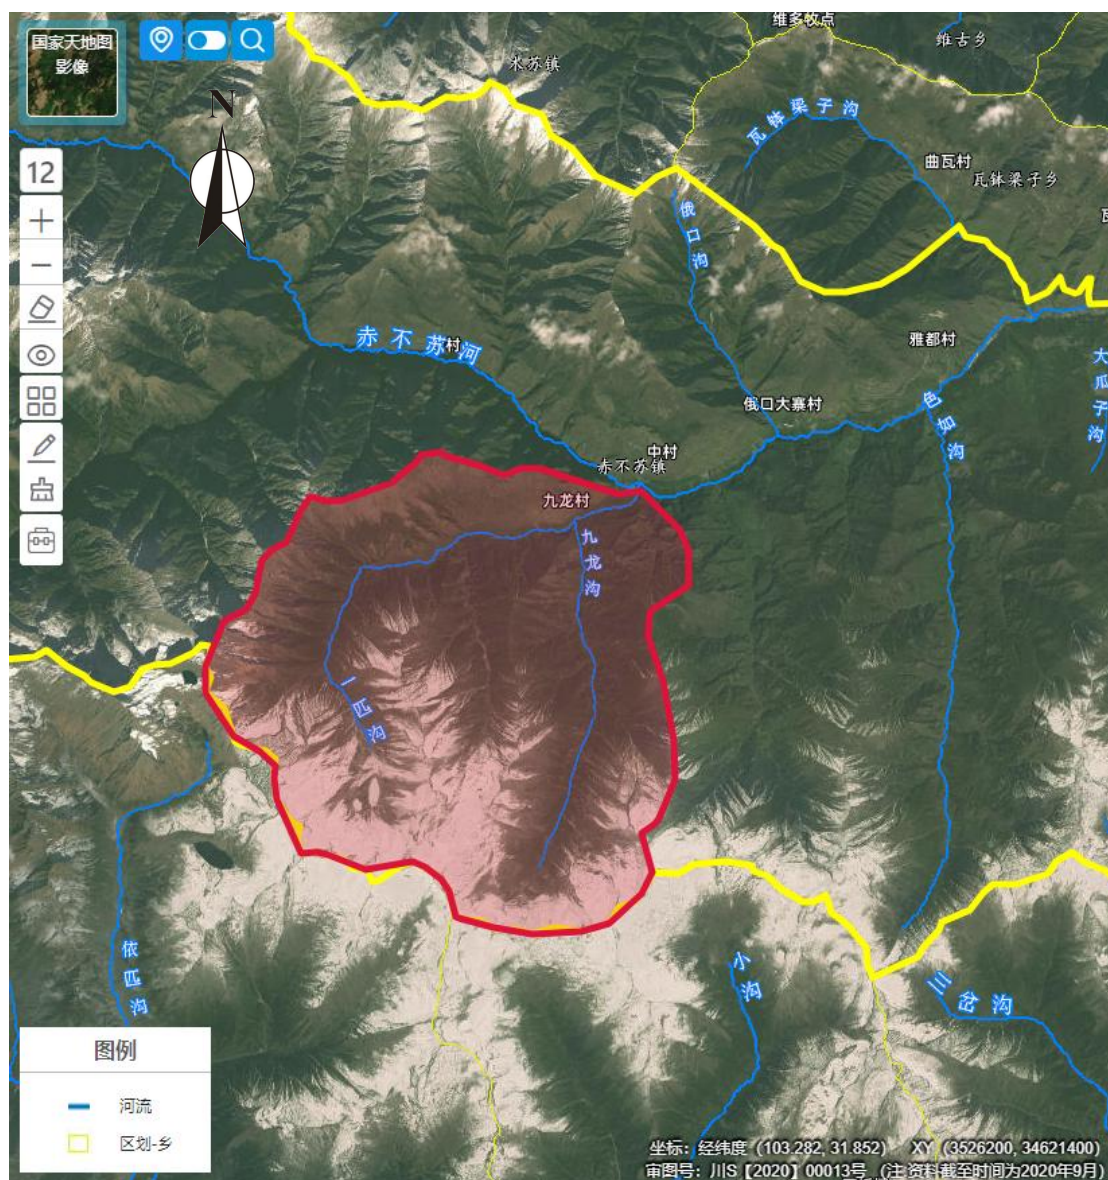 国家天地图
影像
N
12
维多牧点
维古乡
米苏镇
瓦钵梁子沟
曲瓦村
瓦钵梁子乡
瓦
俄口沟
赤不苏河
村
雅都村
大瓜子沟
俄口大寨村
色如沟
中村
赤不苏镇
九龙村
九龙沟
一匹沟
依匹沟
小沟
三岔沟
图例
河流
区划-乡
坐标：经纬度（103.282, 31.852） XY（3526200, 34621400）
审图号：川S【2020】00013号 （注:资料截至时间为2020年9月）